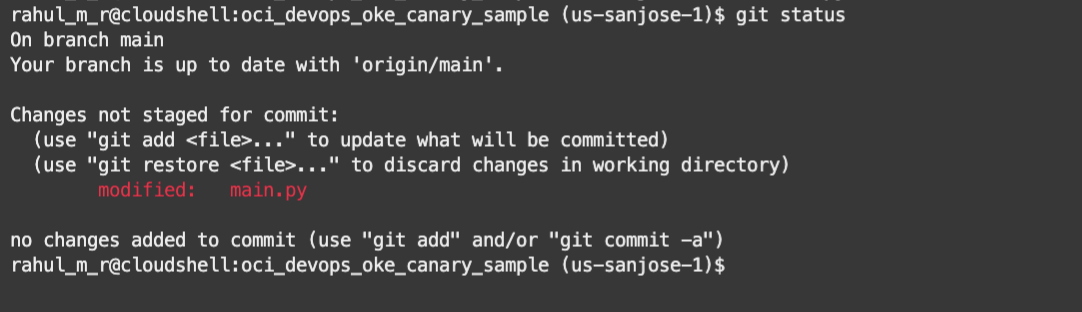 rahul_m_r@cloudshell:oci_devops_oke_canary_sample (us-sanjose-1)$ git status
On branch main
Your branch is up to date with 'origin/main'.
Changes not staged for commit:
(use "git add <file>..." to update what will be committed)
(use "git restore <file>..." to discard changes in working directory)
modified: main.py
no changes added to commit (use "git add" and/or "git commit -a")
rahul_m_r@cloudshell:oci_devops_oke_canary_sample (us-sanjose-1)$